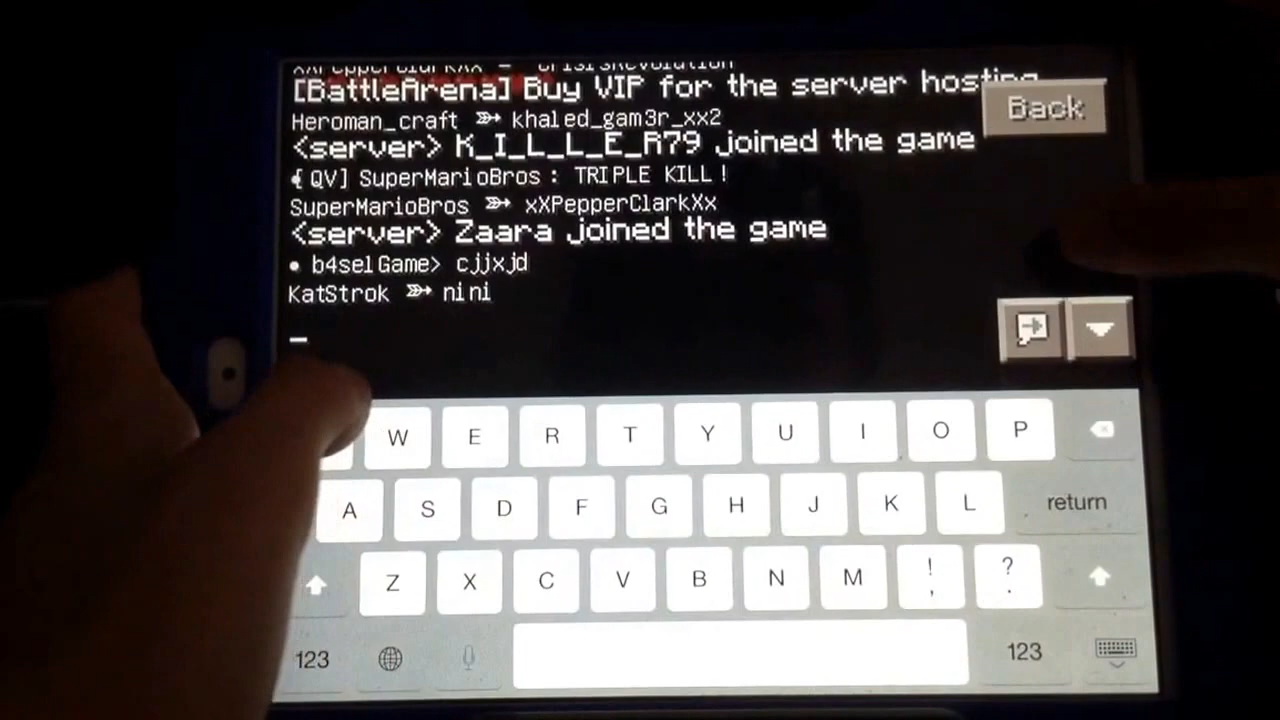 [BattleArena] Buy VIP for the server hosting
Back
Heroman_craft ➳ khaled_gam3r_xx2
<server> K_I_L_L_E_R79 joined the game
QV] SuperMarioBros: TRIPLE KILL!
SuperMarioBros ➳ xXPepperClarkXx
<server> Zaara joined the game
• b4selGame> cjjxjd
KatStrok ➳ nini
_
W E R T Y U I O P
A S D F G H J K L return
Z X C V B N M ! , ? .
123 123